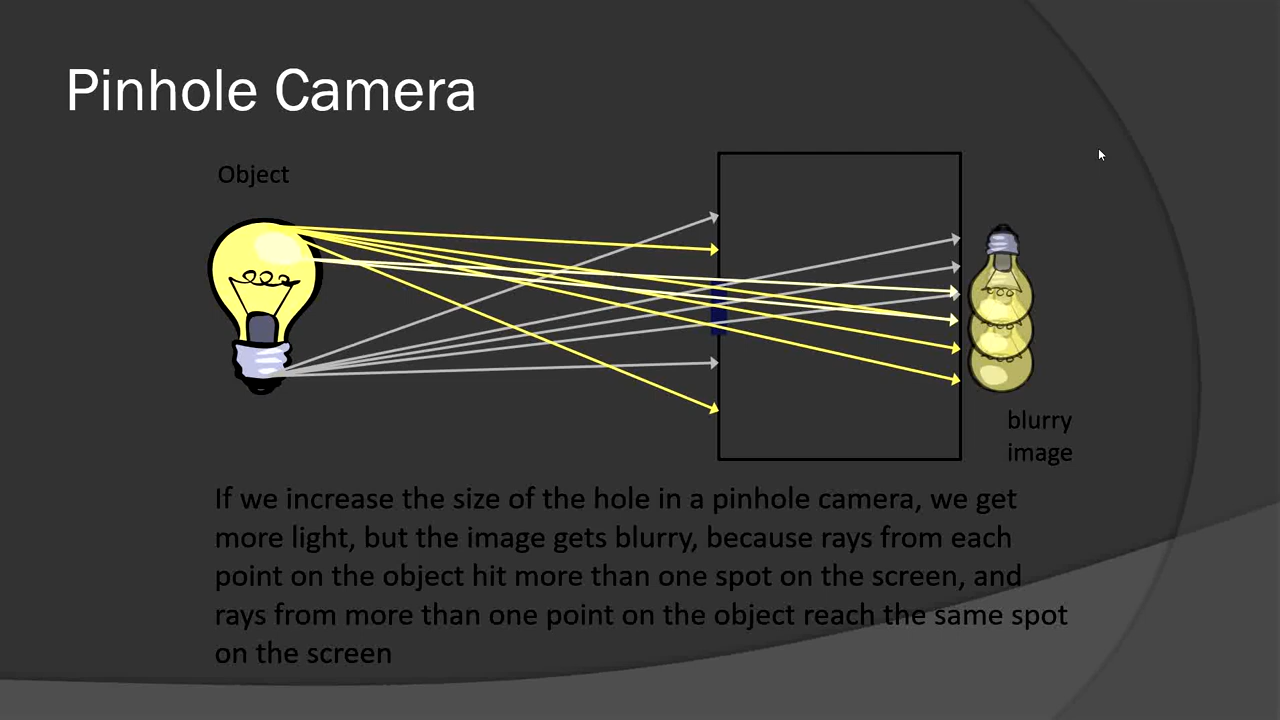 Pinhole Camera
Object
blurry
image
If we increase the size of the hole in a pinhole camera, we get
more light, but the image gets blurry, because rays from each
point on the object hit more than one spot on the screen, and
rays from more than one point on the object reach the same spot
on the screen